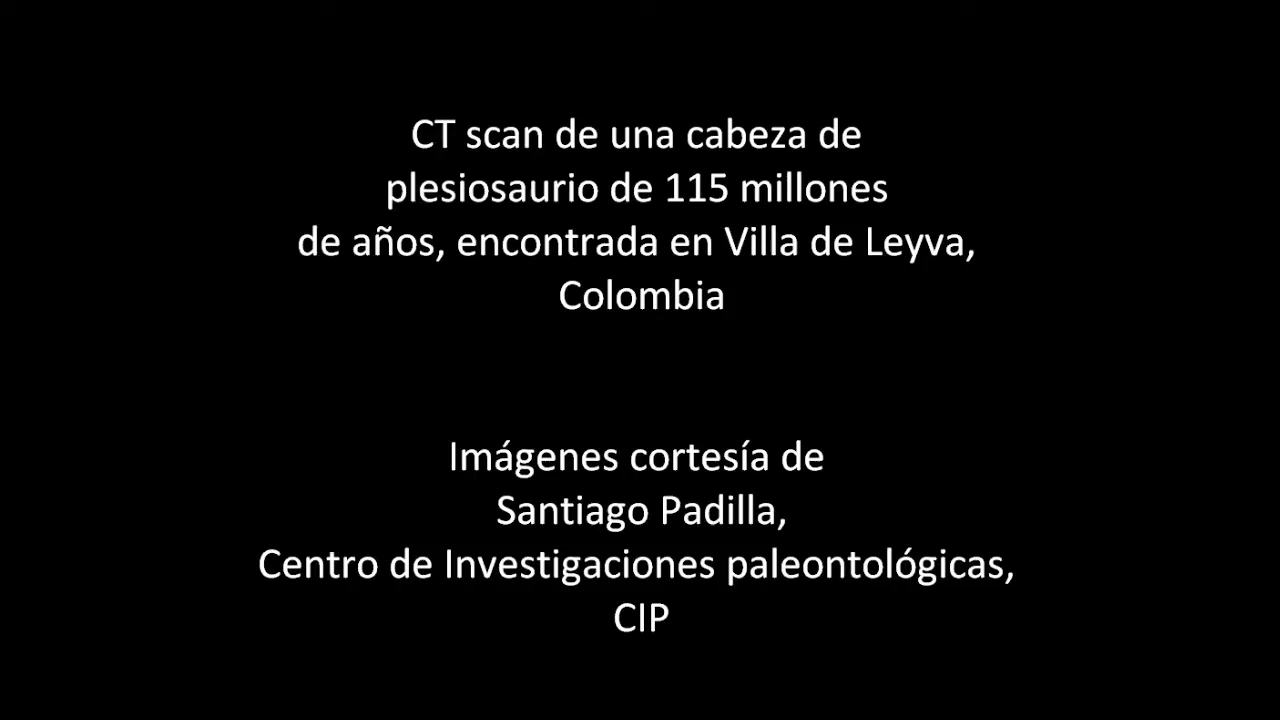 CT scan de una cabeza de
plesiosaurio de 115 millones
de años, encontrada en Villa de Leyva,
Colombia
Imágenes cortesía de
Santiago Padilla,
Centro de Investigaciones paleontológicas,
CIP